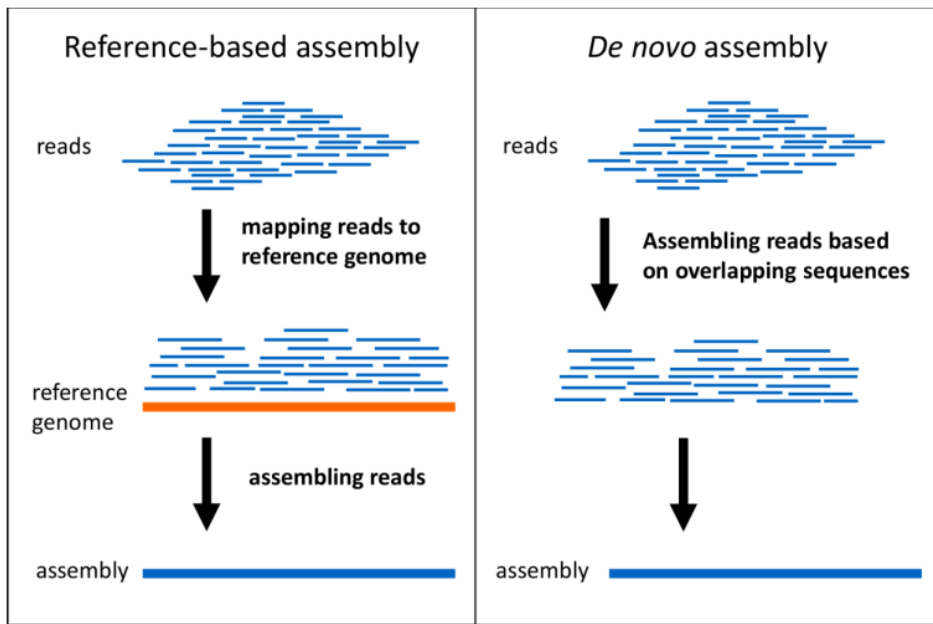 Reference-based assembly
reads
mapping reads to
reference genome
reference
genome
assembling reads
assembly
De novo assembly
reads
Assembling reads based
on overlapping sequences
assembly